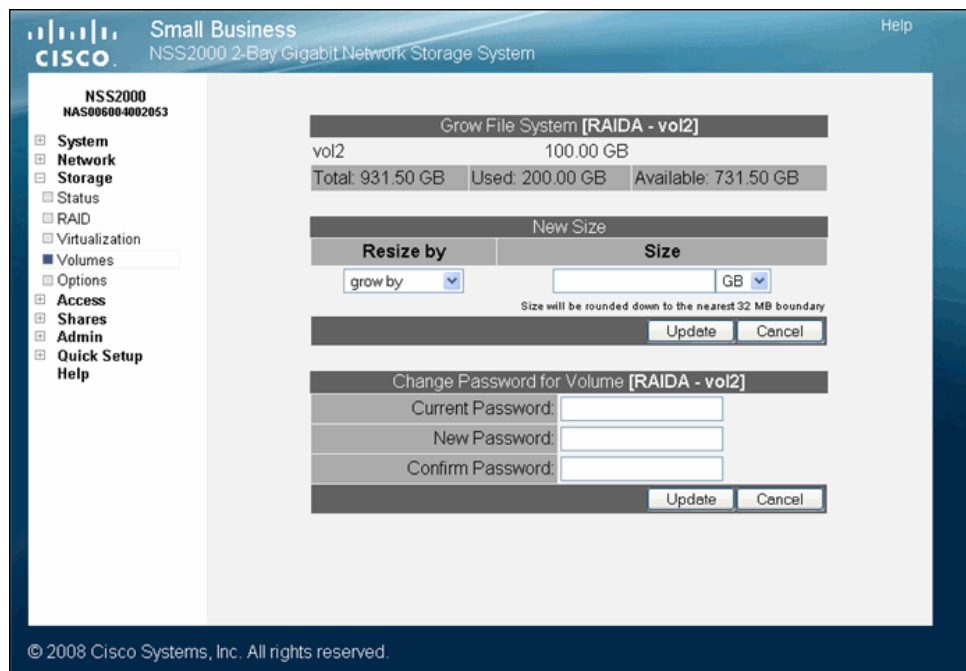 CISCO.
Small Business
NSS2000 2-Bay Gigabit Network Storage System
Help
NSS2000
NAS006004002053
System
Network
Storage
Status
RAID
Virtualization
Volumes
Options
Access
Shares
Admin
Quick Setup
Help
Grow File System [RAIDA - vol2]
vol2 100.00 GB
Total: 931.50 GB Used: 200.00 GB Available: 731.50 GB
New Size
Resize by Size
grow by GB
Size will be rounded down to the nearest 32 MB boundary
Update Cancel
Change Password for Volume [RAIDA - vol2]
Current Password:
New Password:
Confirm Password:
Update Cancel
© 2008 Cisco Systems, Inc. All rights reserved.